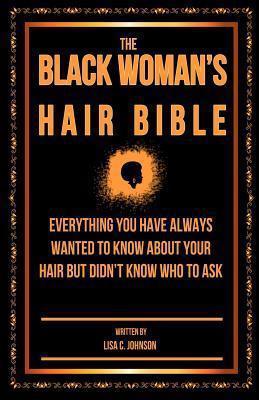 THE
BLACK WOMAN'S
HAIR BIBLE
EVERYTHING YOU HAVE ALWAYS
WANTED TO KNOW ABOUT YOUR
HAIR BUT DIDN'T KNOW WHO TO ASK
WRITTEN BY
LISA C. JOHNSON